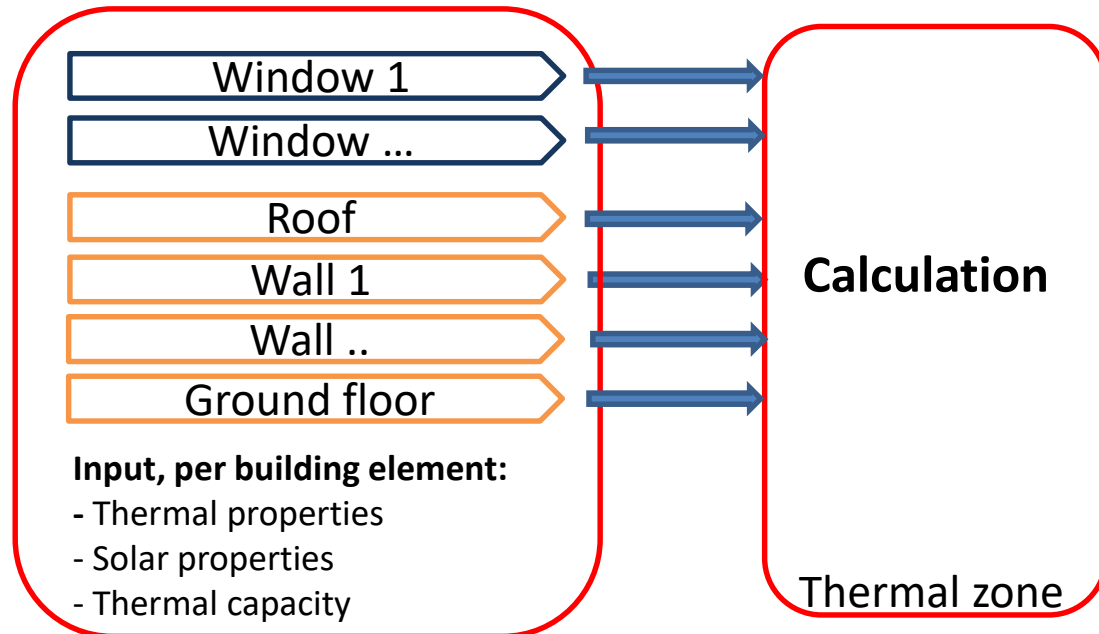 Window 1
Window ...
Roof
Wall 1
Wall ..
Ground floor
Input, per building element:
- Thermal properties
- Solar properties
- Thermal capacity
Calculation
Thermal zone